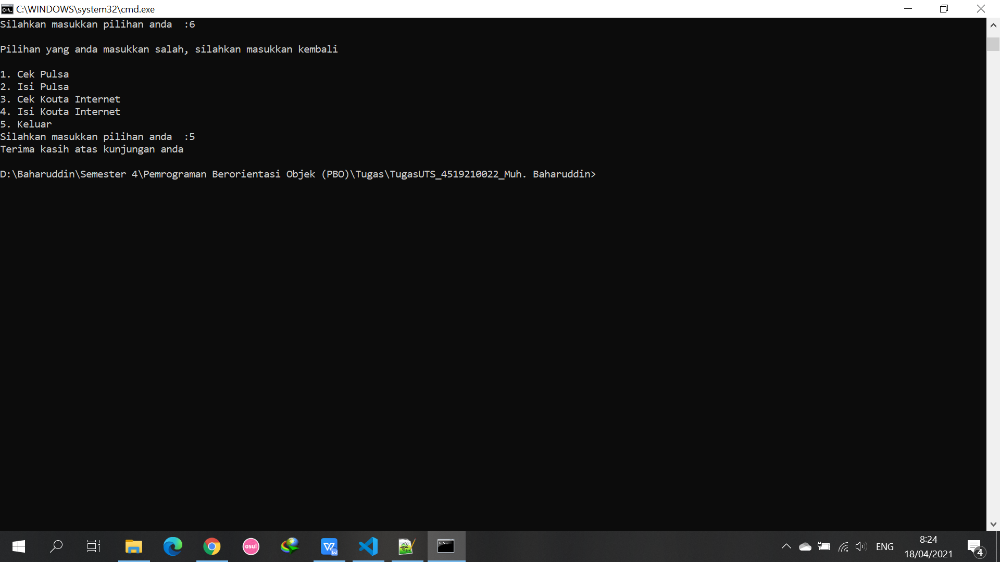 C:\WINDOWS\system32\cmd.exe
Silahkan masukkan pilihan anda  :6
Pilihan yang anda masukkan salah, silahkan masukkan kembali
1. Cek Pulsa
2. Isi Pulsa
3. Cek Kouta Internet
4. Isi Kouta Internet
5. Keluar
Silahkan masukkan pilihan anda  :5
Terima kasih atas kunjungan anda
D:\Baharuddin\Semester 4\Pemrograman Berorientasi Objek (PBO)\Tugas\TugasUTS_4519210022_Muh. Baharuddin>
osu!
ENG
8:24
18/04/2021
4